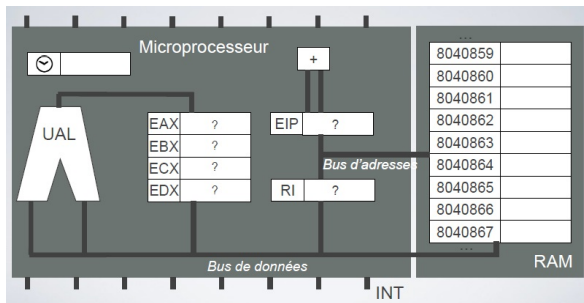 Microprocesseur
+
UAL
EAX ?
EBX ?
ECX ?
EDX ?
EIP ?
Bus d'adresses
RI ?
Bus de données
INT
...
8040859
8040860
8040861
8040862
8040863
8040864
8040865
8040866
8040867
...
RAM